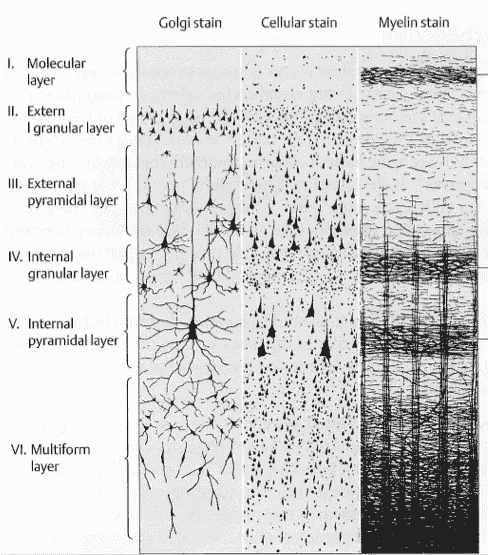 Golgi stain
Cellular stain
Myelin stain
I. Molecular
layer
II. Extern
l granular layer
III. External
pyramidal layer
IV. Internal
granular layer
V. Internal
pyramidal layer
VI. Multiform
layer